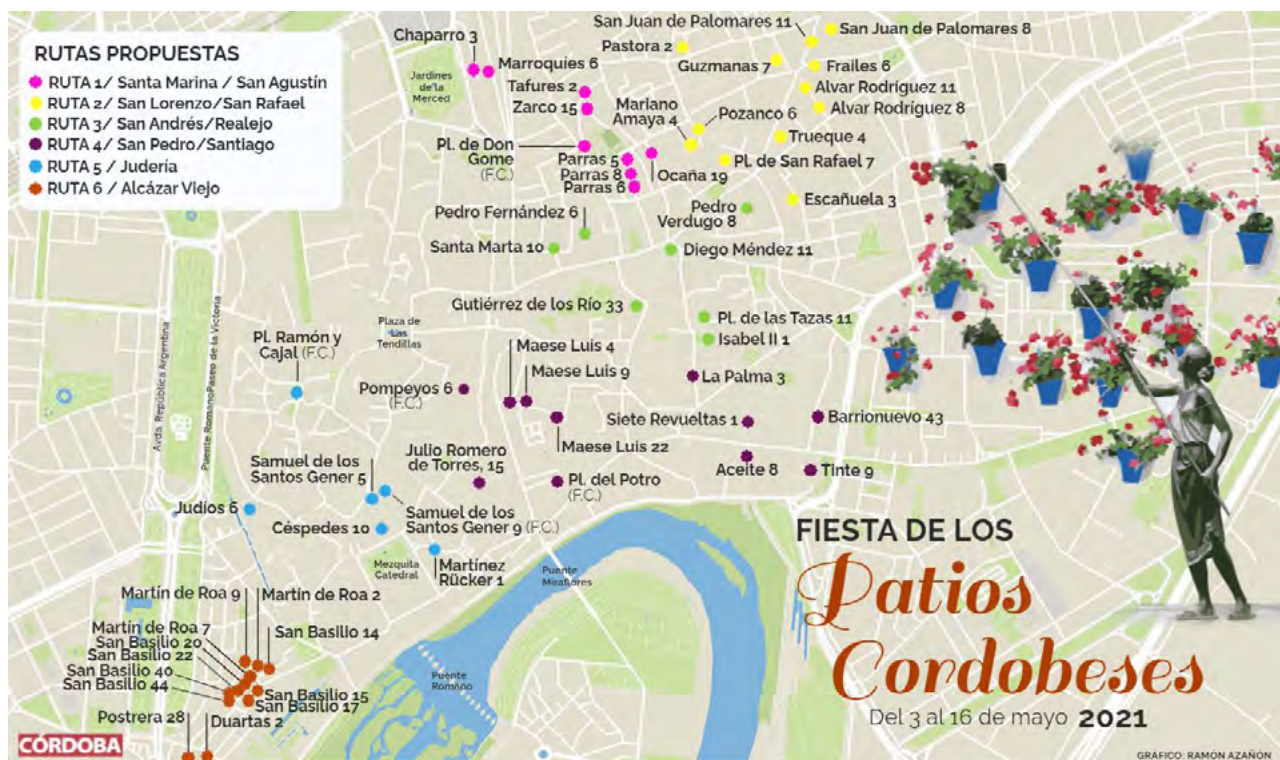 RUTAS PROPUESTAS
RUTA 1/ Santa Marina / San Agustín
RUTA 2/ San Lorenzo/San Rafael
RUTA 3/ San Andrés/Realejo
RUTA 4/ San Pedro/Santiago
RUTA 5 / Judería
RUTA 6 / Alcázar Viejo
Chaparro 3
Jardines
de la
Merced
Marroquíes 6
Tafures 2
Zarco 15
Pl. de Don
Gome
(F.C.)
Parras 5
Parras 8
Parras 6
Ocaña 19
San Juan de Palomares 11
San Juan de Palomares 8
Pastora 2
Guzmanas 7
Frailes 6
Alvar Rodríguez 11
Alvar Rodríguez 8
Mariano
Amaya 4
Pozanco 6
Trueque 4
Pl. de San Rafael 7
Escañuela 3
Pedro Fernández 6
Pedro
Verdugo 8
Santa Marta 10
Diego Méndez 11
Gutiérrez de los Río 33
Pl. de las Tazas 11
Isabel II 1
Avda. República Argentina
Puente RomanoPaseo de la Victoria
Plaza de
Las
Tendillas
Pl. Ramón y
Cajal (F.C.)
Maese Luis 4
Maese Luis 9
Pompeyos 6
(F.C.)
La Palma 3
Siete Revueltas 1
Barrionuevo 43
Maese Luis 22
Julio Romero
de Torres, 15
Aceite 8
Tinte 9
Pl. del Potro
(F.C.)
Samuel de los
Santos Gener 5
Judíos 6
Samuel de los
Santos Gener 9 (F.C.)
Céspedes 10
Mezquita
Catedral
Martínez
Rücker 1
Puente
Miraflores
Puente
Romano
Martín de Roa 9
Martín de Roa 2
Martín de Roa 7
San Basilio 14
San Basilio 20
San Basilio 22
San Basilio 40
San Basilio 44
San Basilio 15
San Basilio 17
Postrera 28
Duartas 2
CÓRDOBA
FIESTA DE LOS
Patios
Cordobeses
Del 3 al 16 de mayo 2021
GRÁFICO: RAMÓN AZAÑÓN